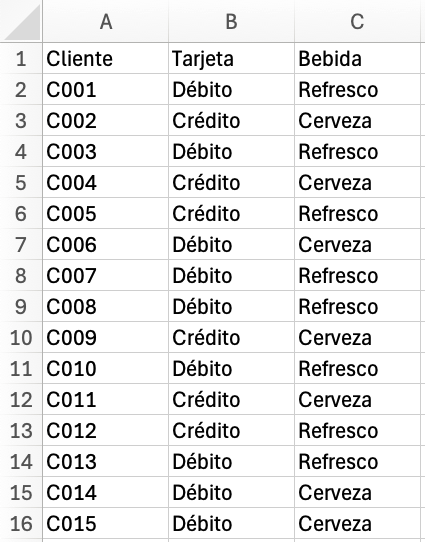 A B C
1 Cliente Tarjeta Bebida
2 C001 Débito Refresco
3 C002 Crédito Cerveza
4 C003 Débito Refresco
5 C004 Crédito Cerveza
6 C005 Crédito Refresco
7 C006 Débito Cerveza
8 C007 Débito Refresco
9 C008 Débito Refresco
10 C009 Crédito Cerveza
11 C010 Débito Refresco
12 C011 Crédito Cerveza
13 C012 Crédito Refresco
14 C013 Débito Refresco
15 C014 Débito Cerveza
16 C015 Débito Cerveza